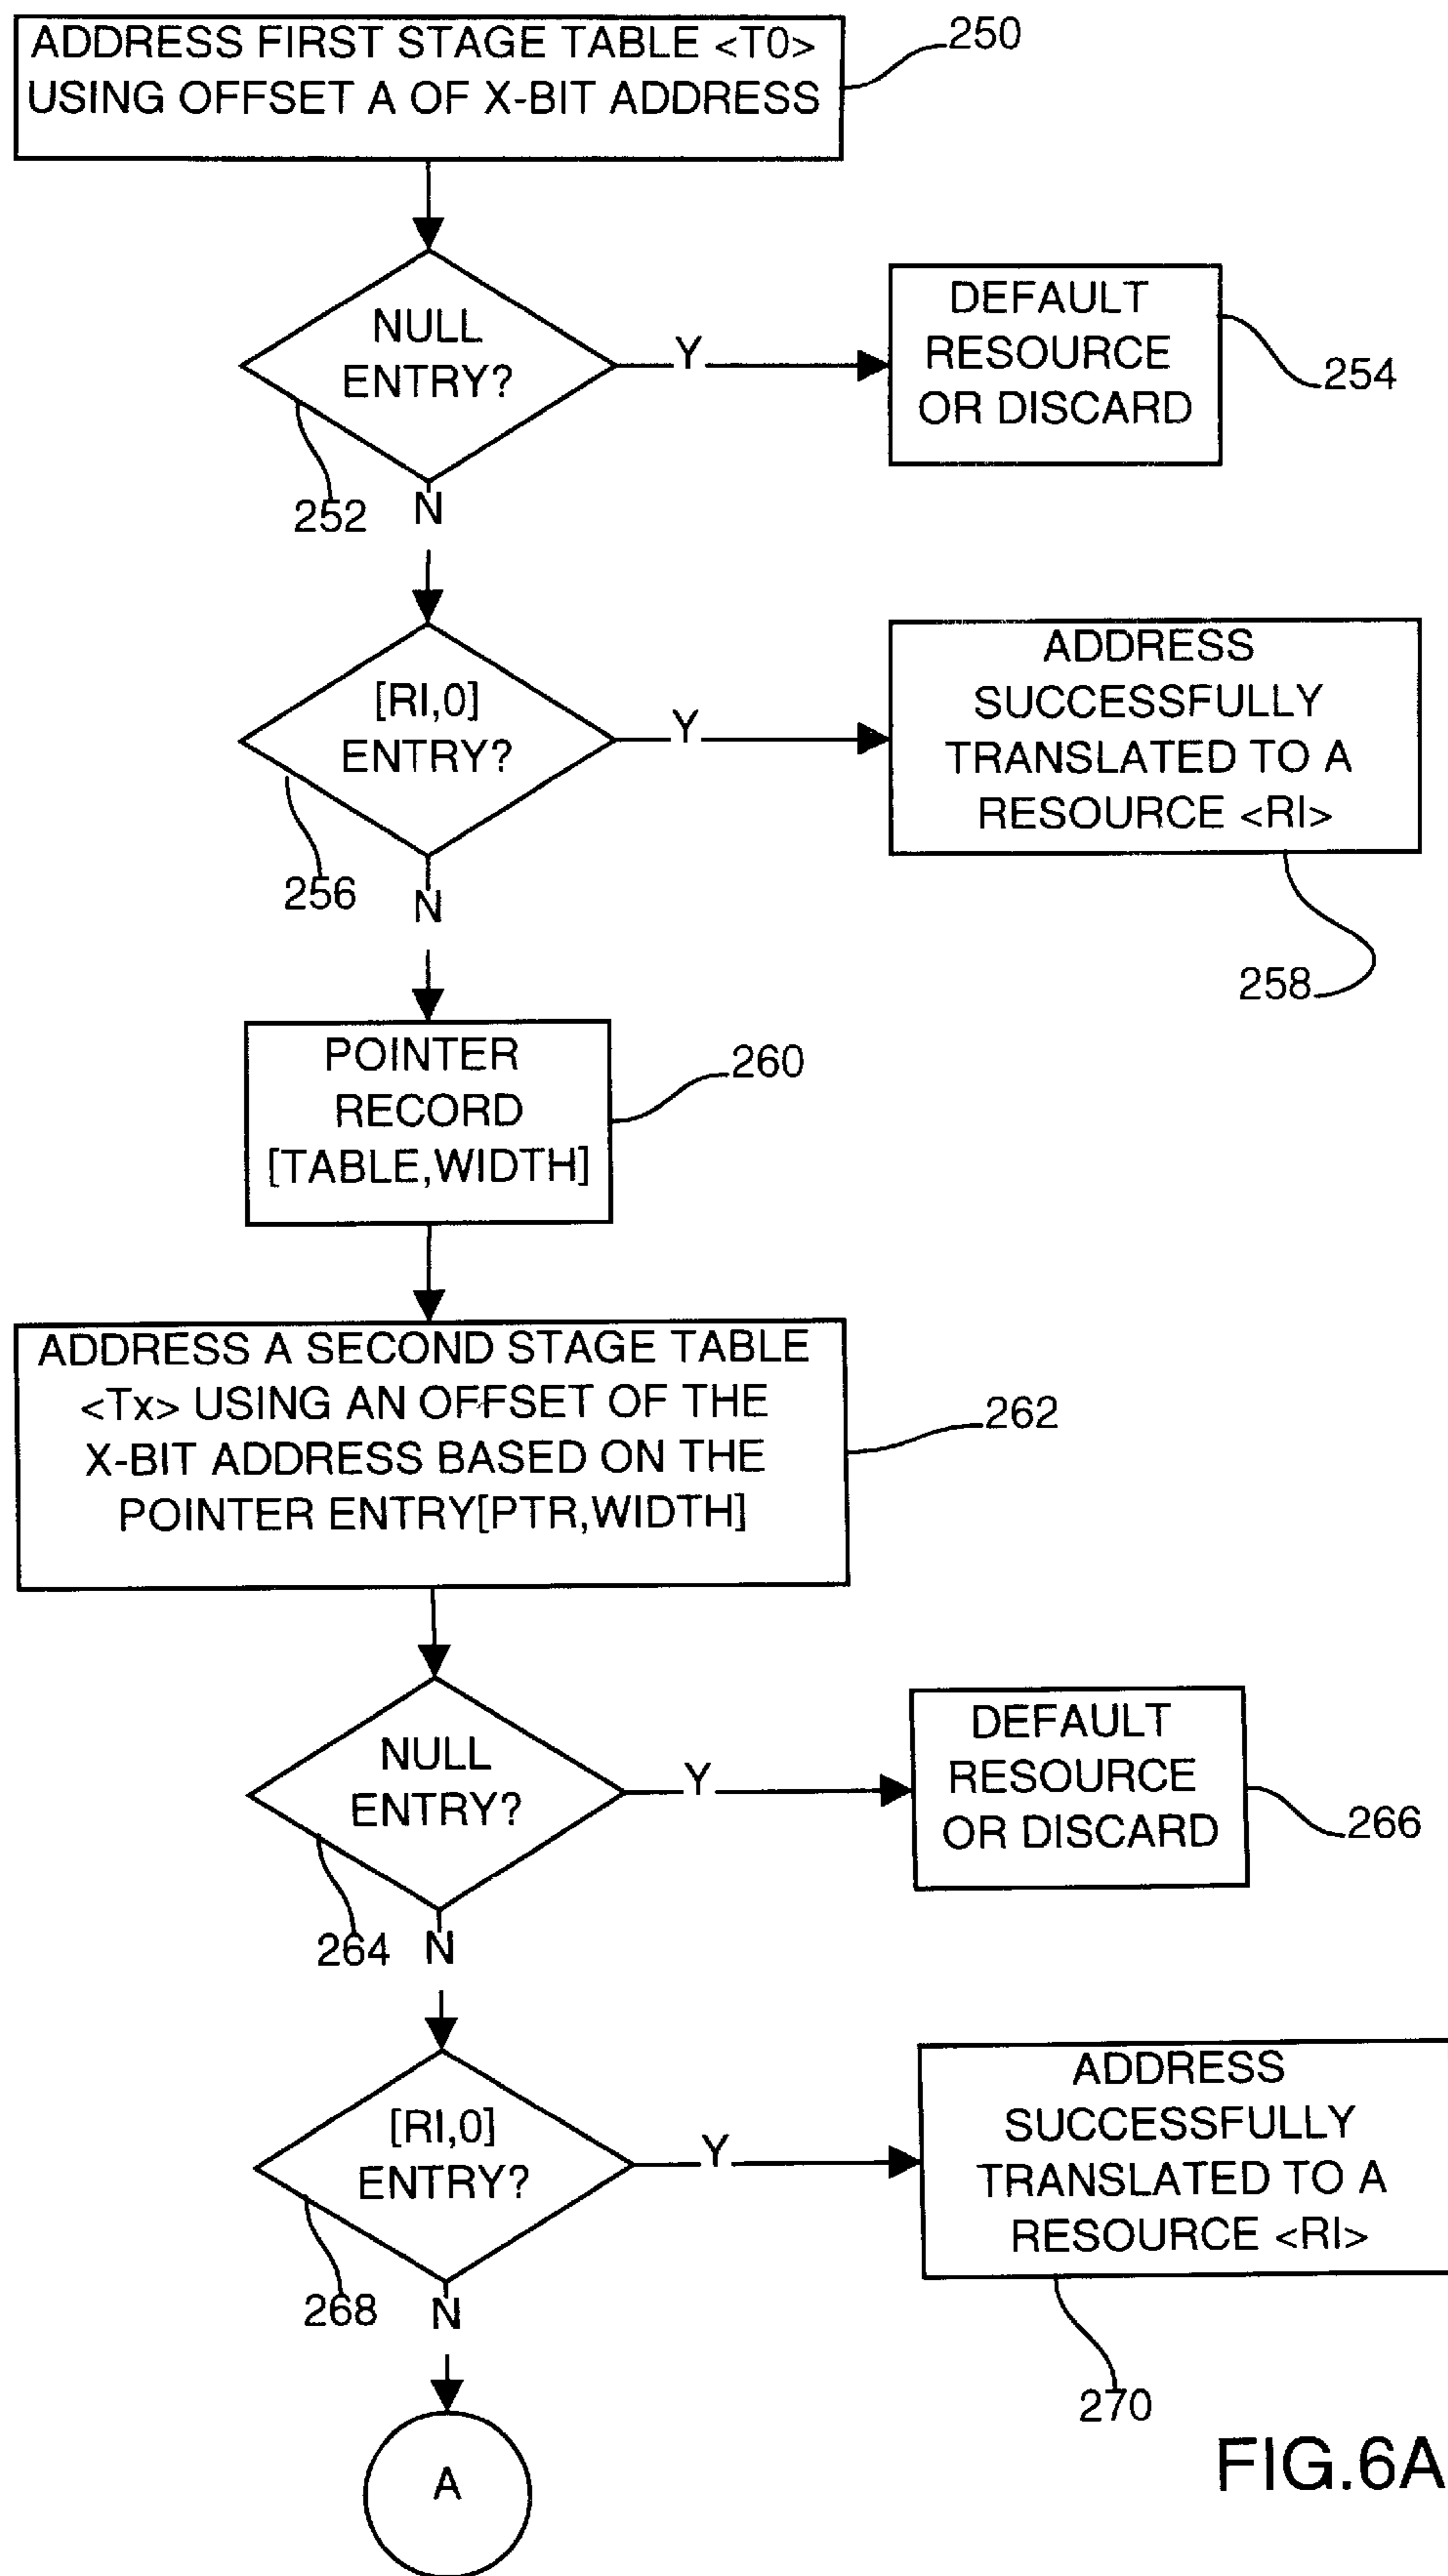 ADDRESS FIRST STAGE TABLE <T0>
USING OFFSET A OF X-BIT ADDRESS
250
NULL
ENTRY?
252
Y
N
DEFAULT
RESOURCE
OR DISCARD
254
[RI,0]
ENTRY?
256
Y
N
ADDRESS
SUCCESSFULLY
TRANSLATED TO A
RESOURCE <RI>
258
POINTER
RECORD
[TABLE,WIDTH]
260
ADDRESS A SECOND STAGE TABLE
<Tx> USING AN OFFSET OF THE
X-BIT ADDRESS BASED ON THE
POINTER ENTRY[PTR,WIDTH]
262
NULL
ENTRY?
264
Y
N
DEFAULT
RESOURCE
OR DISCARD
266
[RI,0]
ENTRY?
268
Y
N
ADDRESS
SUCCESSFULLY
TRANSLATED TO A
RESOURCE <RI>
270
A
FIG.6A